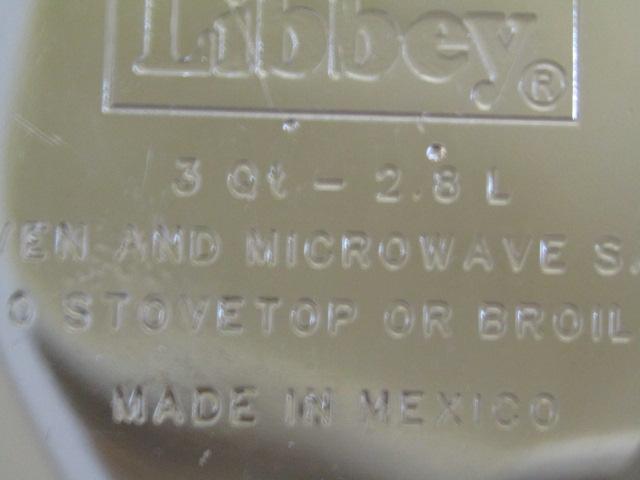 Libbey®
3 Qt - 2.8 L
VEN AND MICROWAVE S
O STOVETOP OR BROIL
MADE IN MEXICO